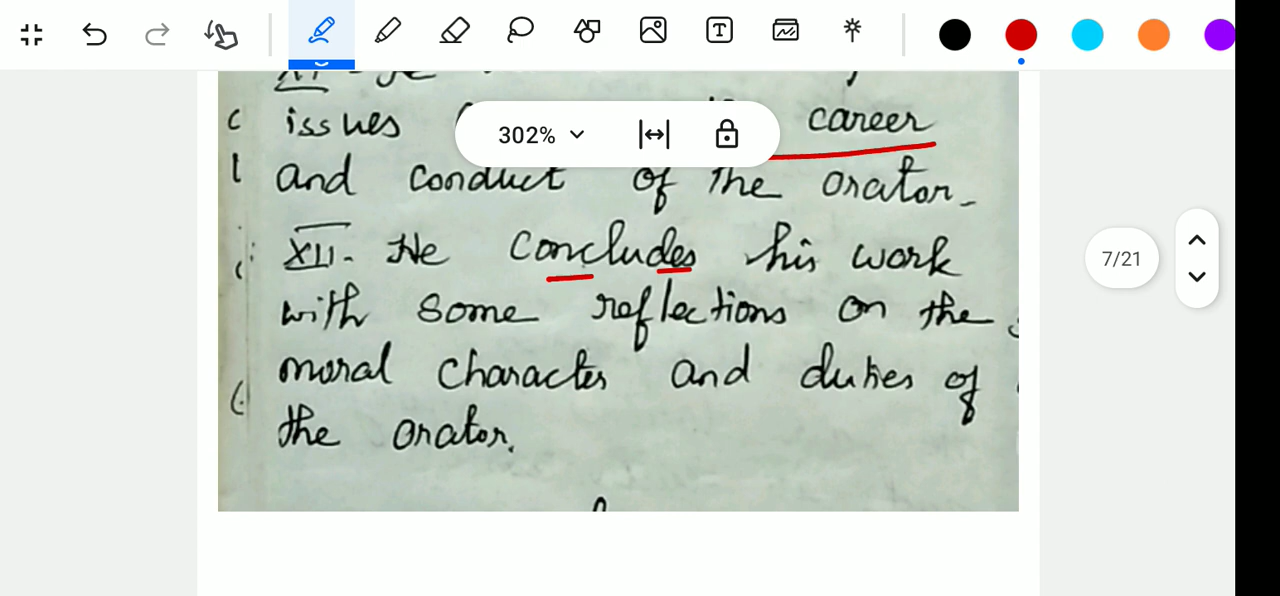 302%
issues career
and conduct of the orator-
7/21
XII. He concludes his work
with some reflections on the
moral character and duties of
the orator.